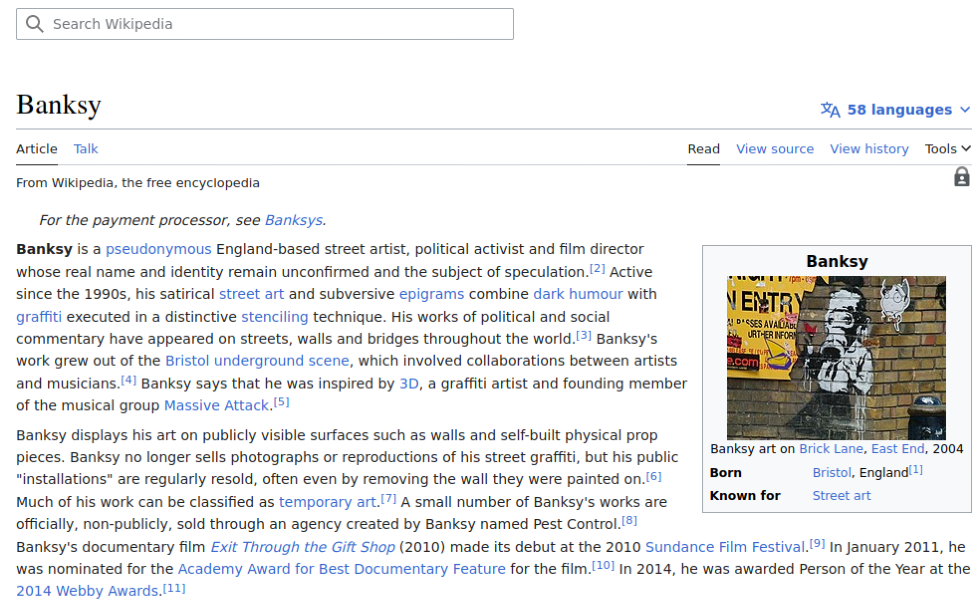 Search Wikipedia
Banksy
58 languages
Article Talk
Read View source View history Tools
From Wikipedia, the free encyclopedia
For the payment processor, see Banksys.
Banksy is a pseudonymous England-based street artist, political activist and film director
whose real name and identity remain unconfirmed and the subject of speculation.[2] Active
since the 1990s, his satirical street art and subversive epigrams combine dark humour with
graffiti executed in a distinctive stenciling technique. His works of political and social
commentary have appeared on streets, walls and bridges throughout the world.[3] Banksy's
work grew out of the Bristol underground scene, which involved collaborations between artists
and musicians.[4] Banksy says that he was inspired by 3D, a graffiti artist and founding member
of the musical group Massive Attack.[5]
Banksy displays his art on publicly visible surfaces such as walls and self-built physical prop
pieces. Banksy no longer sells photographs or reproductions of his street graffiti, but his public
"installations" are regularly resold, often even by removing the wall they were painted on.[6]
Much of his work can be classified as temporary art.[7] A small number of Banksy's works are
officially, non-publicly, sold through an agency created by Banksy named Pest Control.[8]
Banksy's documentary film Exit Through the Gift Shop (2010) made its debut at the 2010 Sundance Film Festival.[9] In January 2011, he
was nominated for the Academy Award for Best Documentary Feature for the film.[10] In 2014, he was awarded Person of the Year at the
2014 Webby Awards.[11]
Banksy
ENTRY
e.com
Banksy art on Brick Lane, East End, 2004
Born Bristol, England[1]
Known for Street art